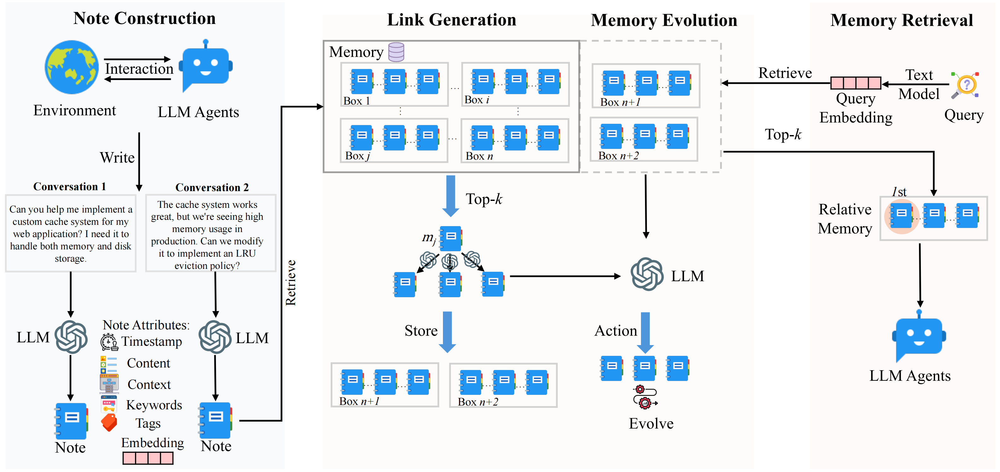 Note Construction
Interaction
Environment
LLM Agents
Write
Conversation 1
Can you help me implement a
custom cache system for my
web application? I need it to
handle both memory and disk
storage.
Conversation 2
The cache system works
great, but we're seeing high
memory usage in
production. Can we modify
it to implement an LRU
eviction policy?
LLM
Note Attributes:
Timestamp
Content
Context
Keywords
Tags
Embedding
LLM
Note
Note
Retrieve
Link Generation
Memory
Box 1
...
Box i
Box j
...
Box n
Top-k
mj
Store
Box n+1
Box n+2
Memory Evolution
Box n+1
Box n+2
LLM
Action
Evolve
Memory Retrieval
Retrieve
Query
Embedding
Text
Model
Query
Top-k
1st
Relative
Memory
LLM Agents